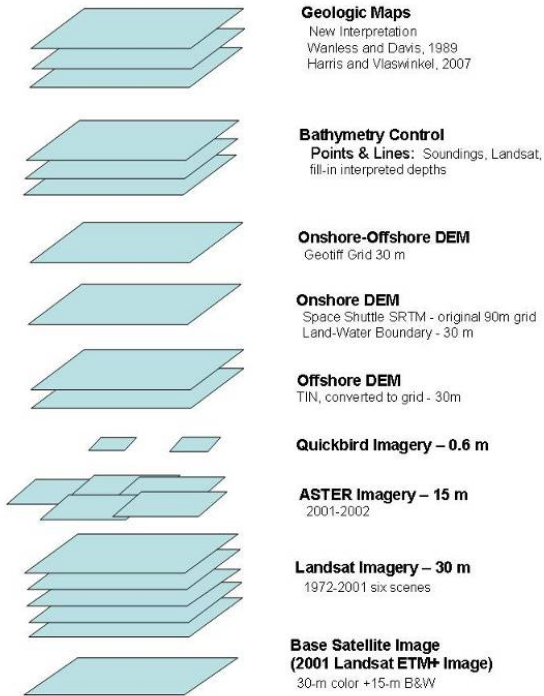 Geologic Maps
New Interpretation
Wanless and Davis, 1989
Harris and Vlaswinkel, 2007
Bathymetry Control
Points & Lines: Soundings, Landsat,
fill-in interpreted depths
Onshore-Offshore DEM
Geotiff Grid 30 m
Onshore DEM
Space Shuttle SRTM - original 90m grid
Land-Water Boundary - 30 m
Offshore DEM
TIN, converted to grid - 30m
Quickbird Imagery – 0.6 m
ASTER Imagery – 15 m
2001-2002
Landsat Imagery – 30 m
1972-2001 six scenes
Base Satellite Image
(2001 Landsat ETM+ Image)
30-m color +15-m B&W